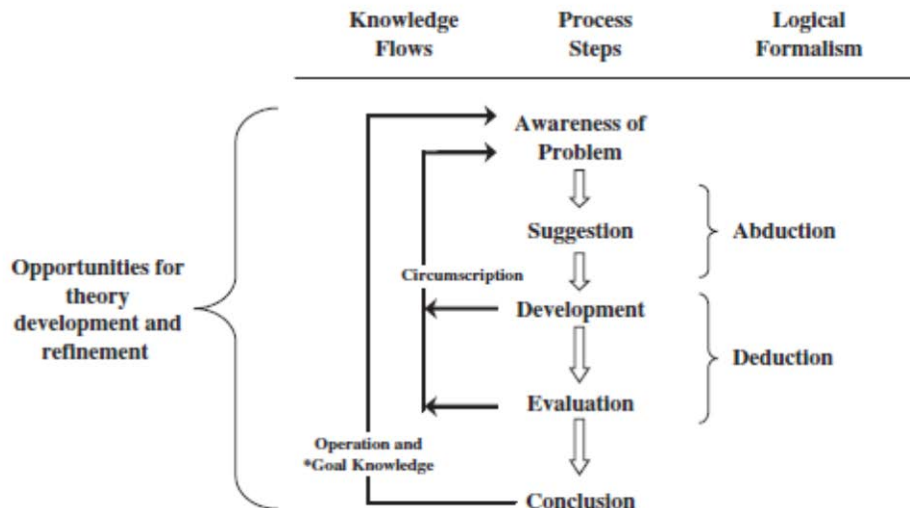 Knowledge
Flows
Process
Steps
Logical
Formalism
Opportunities for
theory
development and
refinement
Circumscription
Operation and
*Goal Knowledge
Awareness of
Problem
Suggestion
Development
Evaluation
Conclusion
Abduction
Deduction